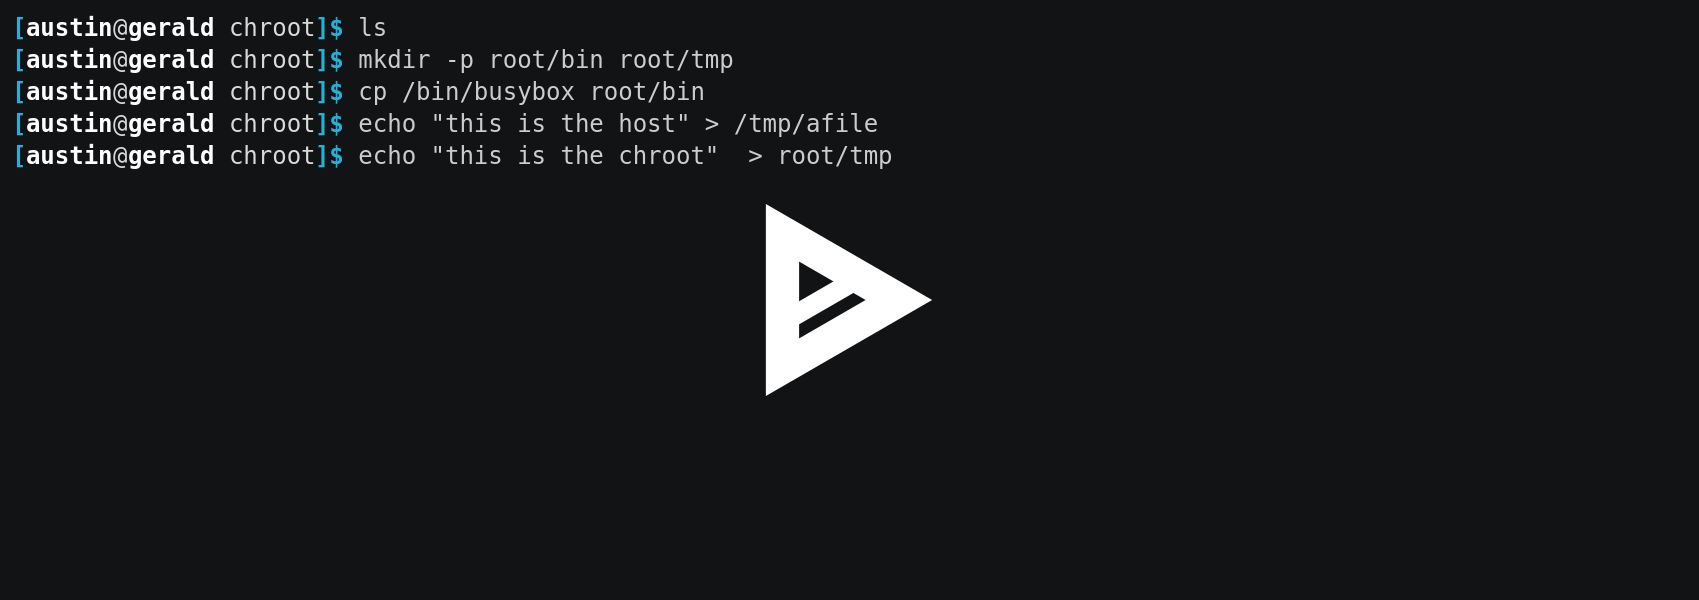 [austin@gerald chroot]$ ls
[austin@gerald chroot]$ mkdir -p root/bin root/tmp
[austin@gerald chroot]$ cp /bin/busybox root/bin
[austin@gerald chroot]$ echo "this is the host" > /tmp/afile
[austin@gerald chroot]$ echo "this is the chroot"  > root/tmp